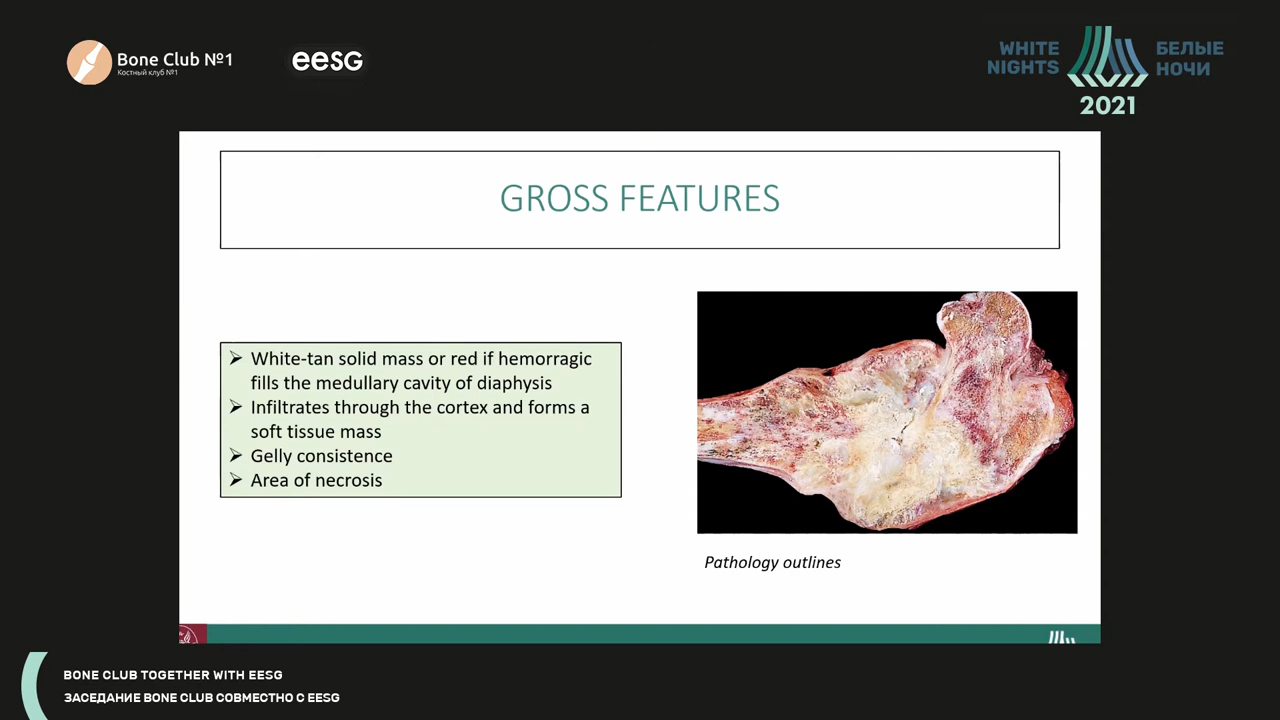 Bone Club №1
Костный клуб №1
eesg
WHITE
NIGHTS
БЕЛЫЕ
НОЧИ
2021
GROSS FEATURES
White-tan solid mass or red if hemorragic
fills the medullary cavity of diaphysis
Infiltrates through the cortex and forms a
soft tissue mass
Gelly consistence
Area of necrosis
Pathology outlines
BONE CLUB TOGETHER WITH EESG
ЗАСЕДАНИЕ BONE CLUB СОВМЕСТНО С EESG